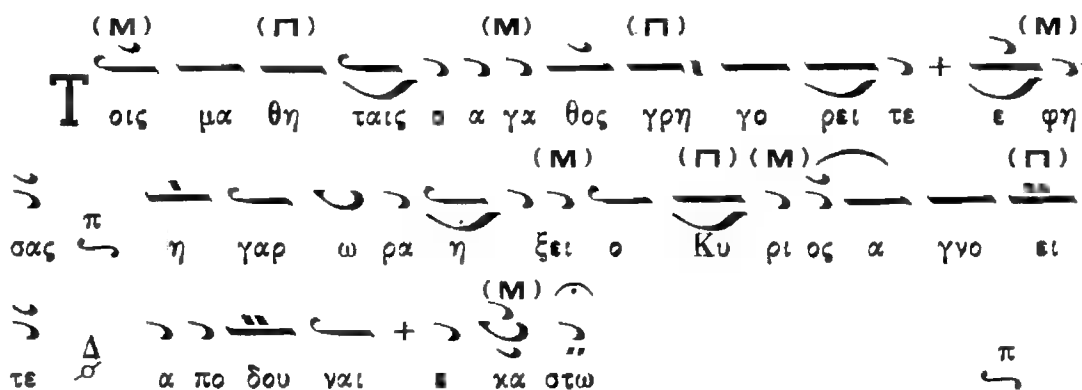 (Μ) (Π) (Μ) (Π) (Μ)
Τοις μα θη ταις α γα θος γρη γο ρει τε + ε φη
(Μ) (Π) (Μ) (Π)
σας π η γαρ ω ρα η ξει ο Κυ ρι ος α γνο ει
(Μ)
τε Δ α πο δου ναι + κα στω π